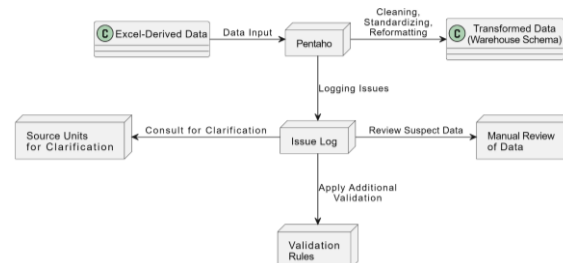 Cleaning,
Standardizing,
Reformatting
C Excel-Derived Data
Data Input
Pentaho
C Transformed Data
(Warehouse Schema)
Logging Issues
Source Units
for Clarification
Consult for Clarification
Issue Log
Review Suspect Data
Manual Review
of Data
Apply Additional
Validation
Validation
Rules